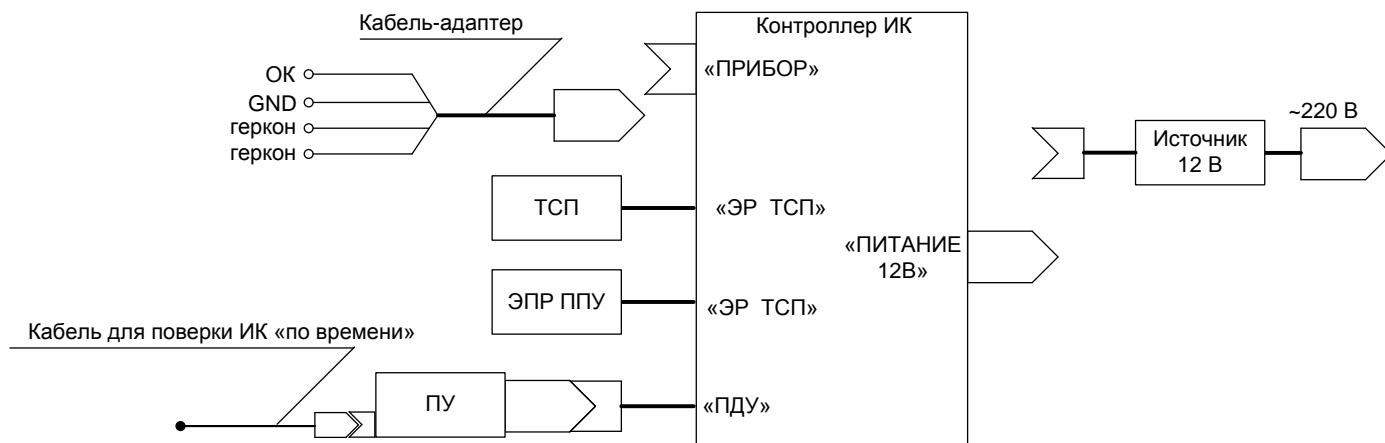 Кабель-адаптер
Контроллер ИК
ОК
GND
геркон
геркон
«ПРИБОР»
~220 В
Источник
12 В
ТСП
«ЭР ТСП»
«ПИТАНИЕ
12В»
ЭПР ППУ
«ЭР ТСП»
Кабель для поверки ИК «по времени»
ПУ
«ПДУ»